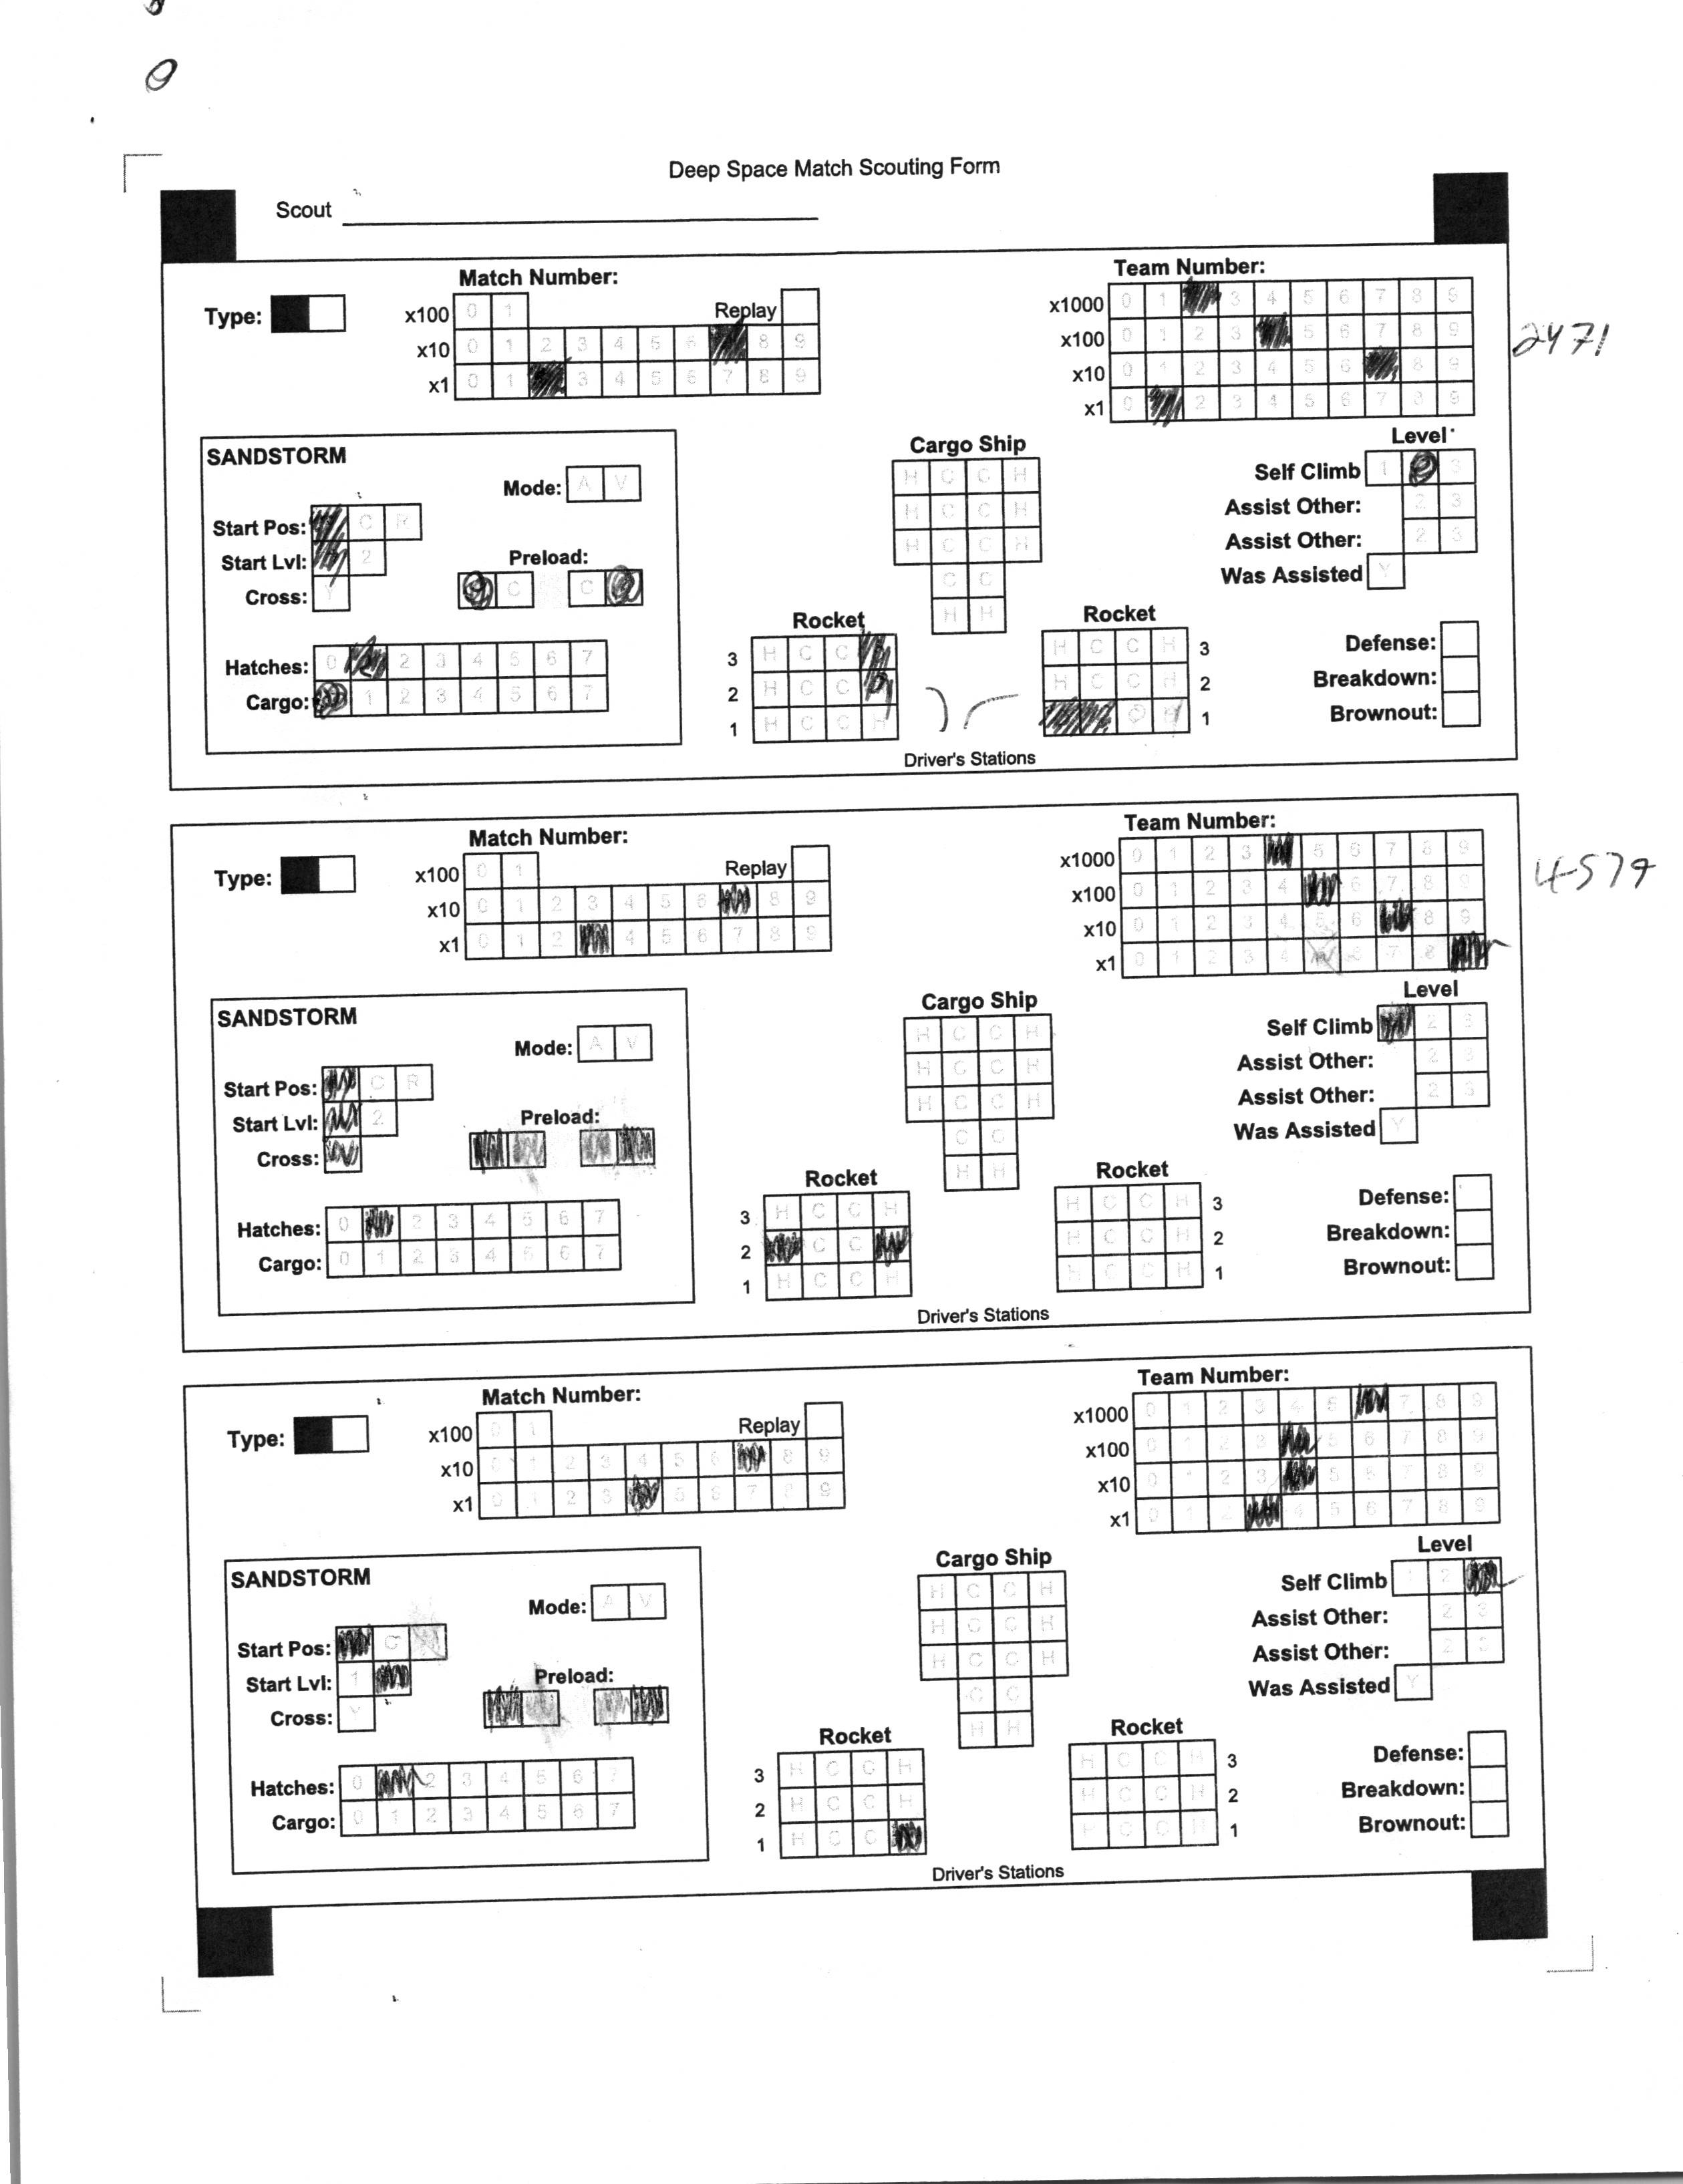 Deep Space Match Scouting Form
Scout
Match Number:
Team Number:
Type:
x100 0 1 Replay
x10 0 1 2 3 4 5 6 8 9
x1 0 1 3 4 5 6 7 8 9
x1000 0 1 3 4 5 6 7 8 9
x100 0 1 2 3 5 6 7 8 9
x10 0 1 2 3 4 5 6 8 9
x1 0 2 3 4 5 6 7 8 9
2471
SANDSTORM
Mode: A V
Start Pos: C R
Start Lvl: 2
Cross: Y
Preload:
C C
Hatches: 0 2 3 4 5 6 7
Cargo: 1 2 3 4 5 6 7
Cargo Ship
H C C H
H C C H
H C C H
C C
H H
Level
Self Climb 1 3
Assist Other: 2 3
Assist Other: 2 3
Was Assisted Y
Rocket
3 H C C
2 H C C
1 H C C H
Rocket
H C C H 3
H C C H 2
C H 1
Defense:
Breakdown:
Brownout:
Driver's Stations
Match Number:
Team Number:
Type:
x100 0 1 Replay
x10 0 1 2 3 4 5 6 8 9
x1 0 1 2 4 5 6 7 8 9
x1000 0 1 2 3 5 6 7 8 9
x100 0 1 2 3 4 6 7 8 9
x10 0 1 2 3 4 5 6 8 9
x1 0 1 2 3 4 6 7 8
4579
SANDSTORM
Mode: A V
Start Pos: C R
Start Lvl: 2
Cross:
Preload:
Hatches: 0 2 3 4 5 6 7
Cargo: 0 1 2 3 4 5 6 7
Cargo Ship
H C C H
H C C H
H C C H
C C
H H
Level
Self Climb 2 3
Assist Other: 2 3
Assist Other: 2 3
Was Assisted Y
Rocket
3 H C C H
2 C C
1 H C C H
Rocket
H C C H 3
H C C H 2
H C C H 1
Defense:
Breakdown:
Brownout:
Driver's Stations
Match Number:
Team Number:
Type:
x100 0 1 Replay
x10 0 1 2 3 4 5 6 8 9
x1 0 1 2 3 5 6 7 8 9
x1000 0 1 2 3 4 5 7 8 9
x100 0 1 2 3 5 6 7 8 9
x10 0 1 2 3 5 6 7 8 9
x1 0 1 2 4 5 6 7 8 9
SANDSTORM
Mode: A V
Start Pos: C
Start Lvl: 1
Cross: Y
Preload:
Hatches: 0 2 3 4 5 6 7
Cargo: 0 1 2 3 4 5 6 7
Cargo Ship
H C C H
H C C H
H C C H
C C
H H
Level
Self Climb 1 2
Assist Other: 2 3
Assist Other: 2 3
Was Assisted Y
Rocket
3 H C C H
2 H C C H
1 H C C
Rocket
H C C H 3
H C C H 2
H C C H 1
Defense:
Breakdown:
Brownout:
Driver's Stations